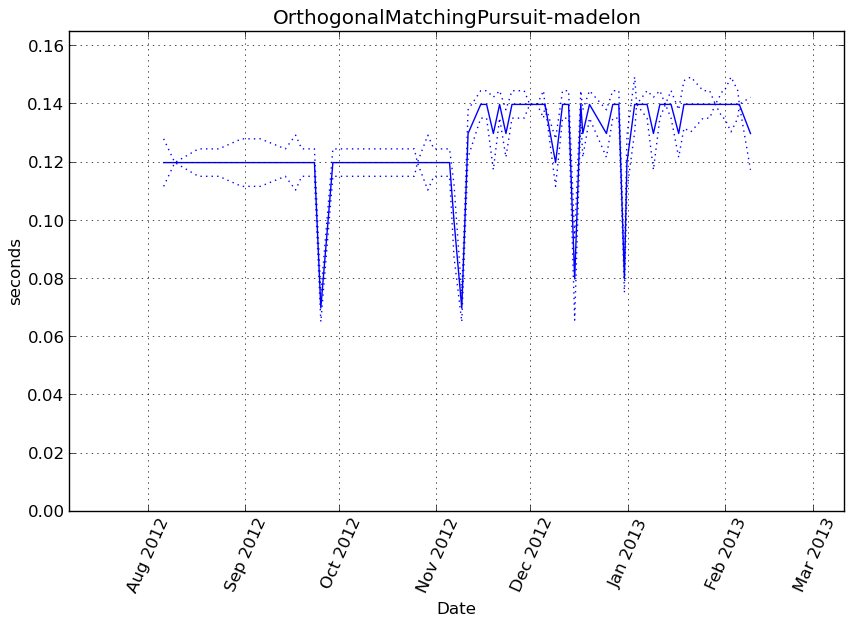 OrthogonalMatchingPursuit-madelon
0.16
0.14
0.12
0.10
0.08
0.06
0.04
0.02
0.00
seconds
Aug 2012
Sep 2012
Oct 2012
Nov 2012
Dec 2012
Jan 2013
Feb 2013
Mar 2013
Date